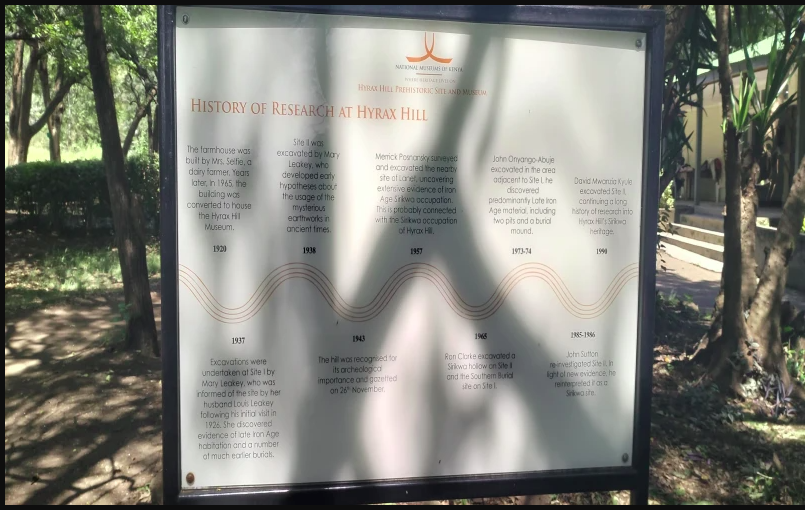 NATIONAL MUSEUMS OF KENYA
HYRAX HILL PREHISTORIC SITE AND MUSEUM
HISTORY OF RESEARCH AT HYRAX HILL
The farmhouse was
built by Mrs. Selfie, a
dairy farmer. Years
later, in 1965, the
building was
converted to house
the Hyrax Hill
Museum.
1920
Site II was
excavated by Mary
Leakey, who
developed early
hypotheses about
the usage of the
mysterious
earthworks in
ancient times.
1938
Merrick Posnansky surveyed
and excavated the nearby
site of Lanet, uncovering
extensive evidence of Iron
Age Sirikwa occupation.
This is probably connected
with the Sirikwa occupation
of Hyrax Hill.
1957
John Onyango-Abuje
excavated in the area
adjacent to Site I, he
discovered
predominantly Late Iron
Age material, including
two pits and a burial
mound.
1973-74
David Mwanzia Kyule
excavated Site II,
continuing a long
history of research into
Hyrax Hill's Sirikwa
heritage.
1990
1937
Excavations were
undertaken at Site I by
Mary Leakey, who was
informed of the site by her
husband Louis Leakey
following his initial visit in
1926. She discovered
evidence of late Iron Age
habitation and a number
of much earlier burials.
1943
The hill was recognised for
its archeological
importance and gazetted
on 26th November.
1965
Ron Clarke excavated a
Sirikwa hollow on Site II
and the Southern Burial
site on Site I.
1985-1986
John Sutton
re-investigated Site II. In
light of new evidence, he
reinterpreted it as a
Sirikwa site.